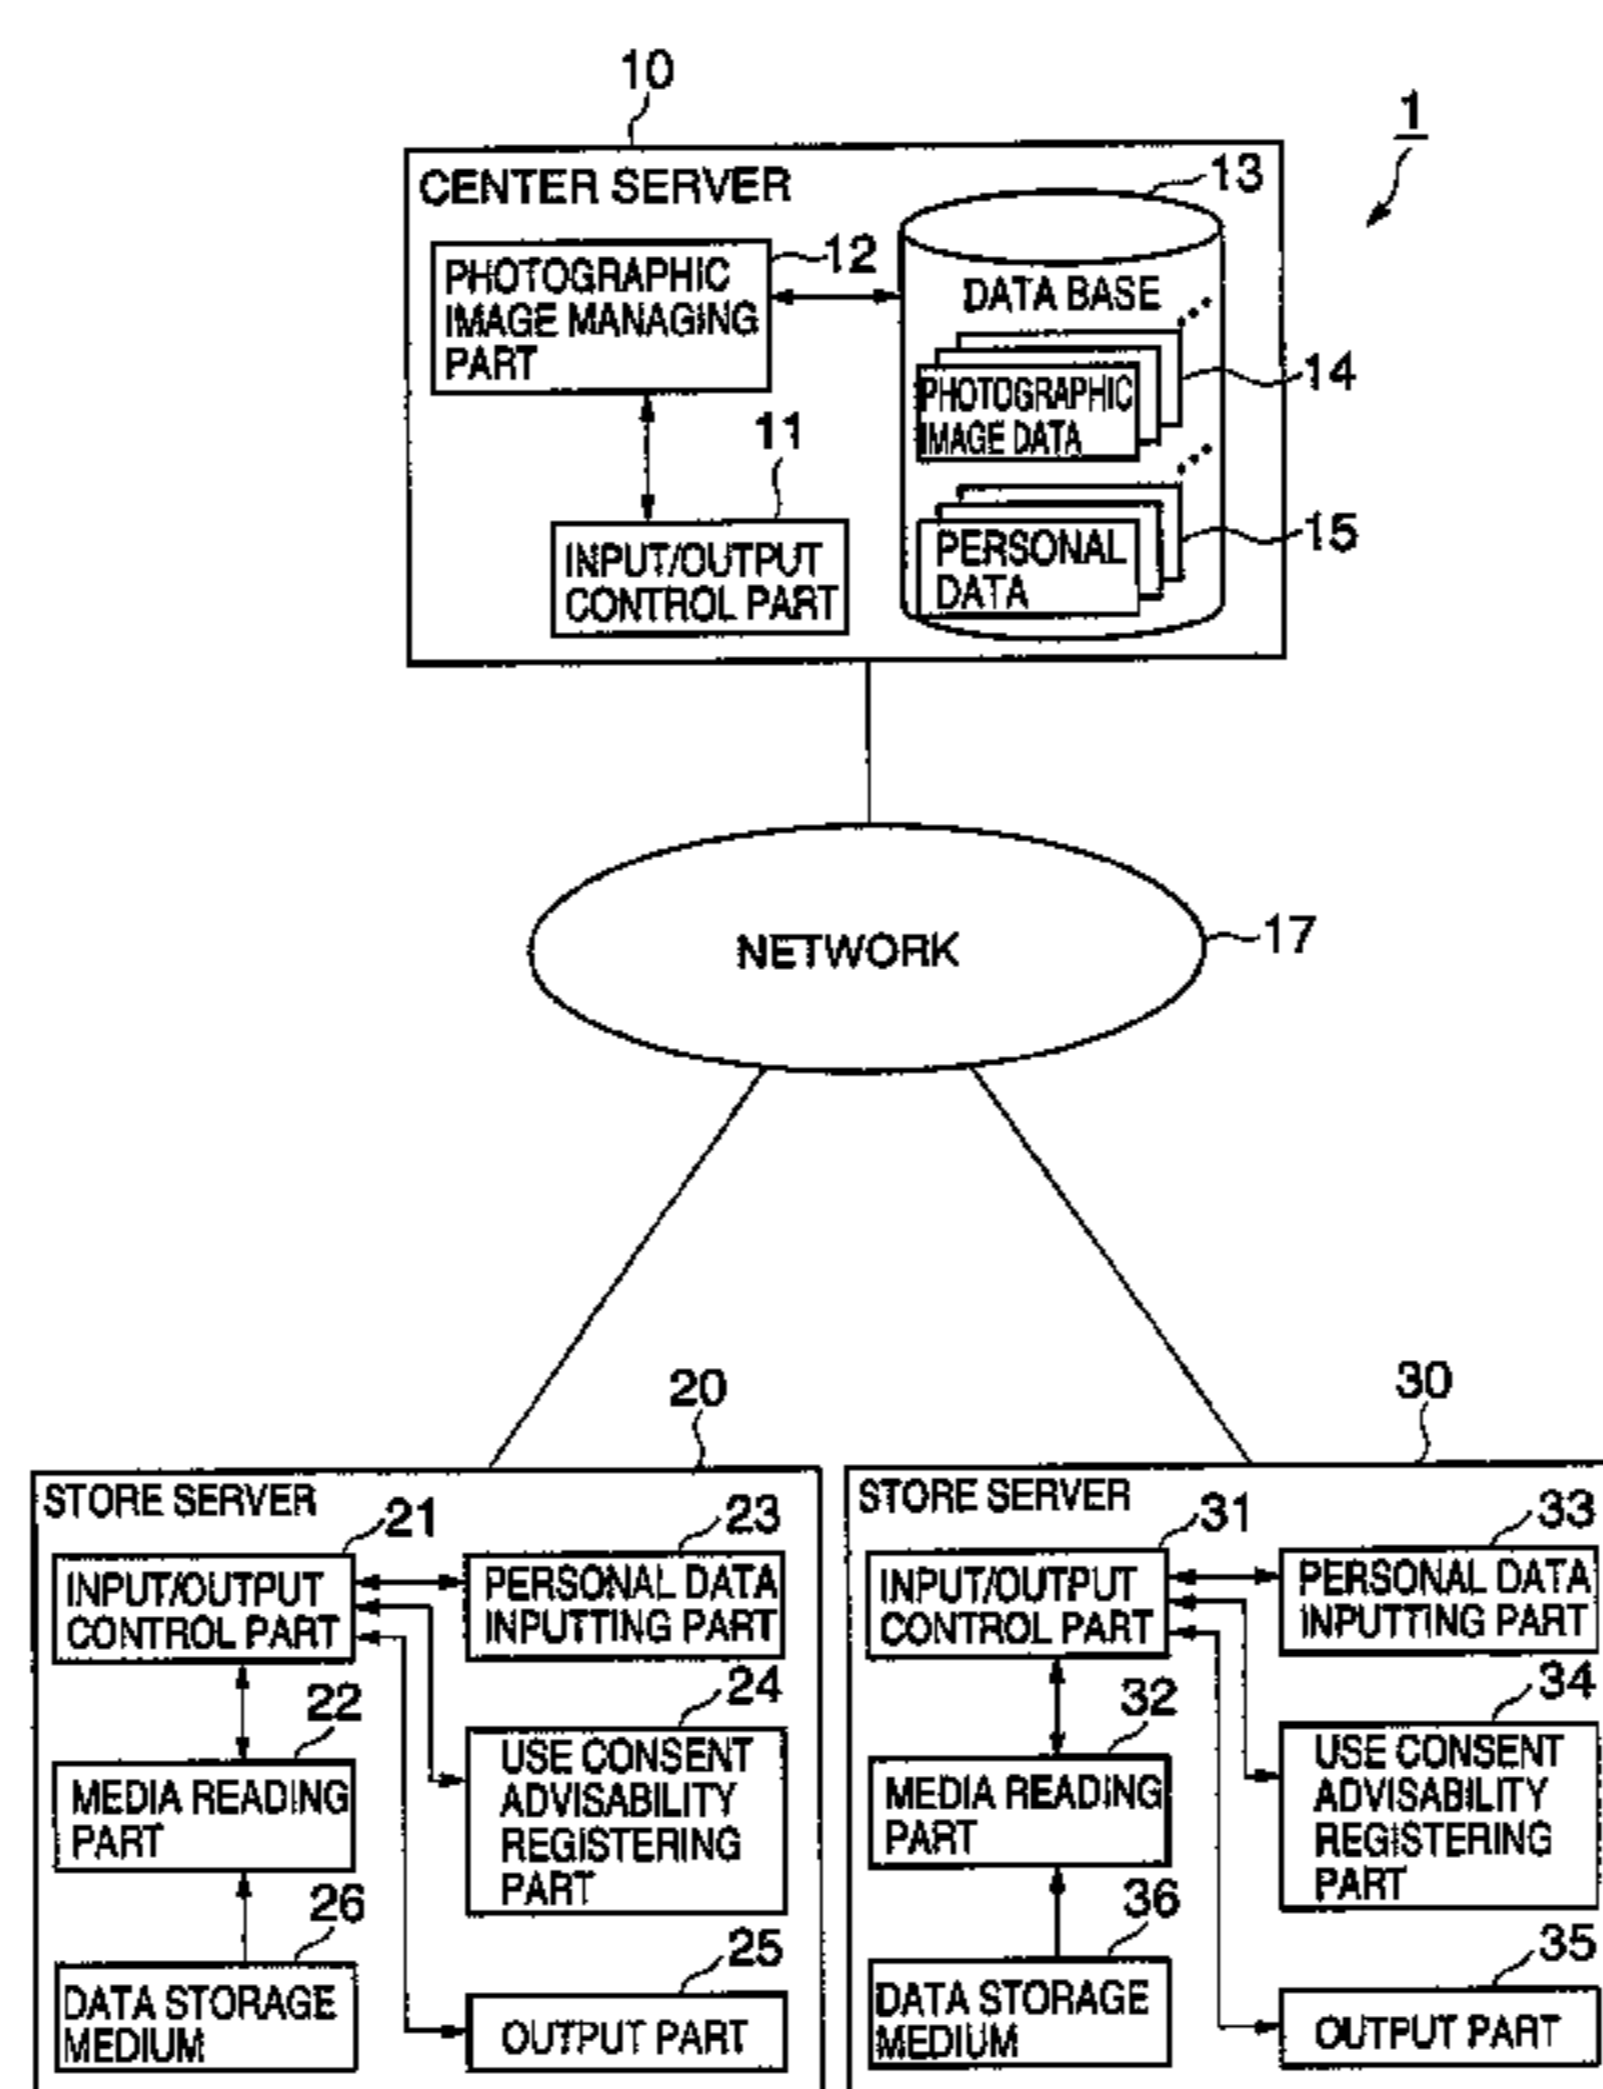 10
1
CENTER SERVER
13
12
PHOTOGRAPHIC
IMAGE MANAGING
PART
DATA BASE
14
PHOTOGRAPHIC
IMAGE DATA
11
15
INPUT/OUTPUT
CONTROL PART
PERSONAL
DATA
NETWORK
17
20
30
STORE SERVER
21
23
INPUT/OUTPUT
CONTROL PART
PERSONAL DATA
INPUTTING PART
22
24
MEDIA READING
PART
USE CONSENT
ADVISABILITY
REGISTERING
PART
26
25
DATA STORAGE
MEDIUM
OUTPUT PART
STORE SERVER
31
33
INPUT/OUTPUT
CONTROL PART
PERSONAL DATA
INPUTTING PART
32
34
MEDIA READING
PART
USE CONSENT
ADVISABILITY
REGISTERING
PART
36
35
DATA STORAGE
MEDIUM
OUTPUT PART